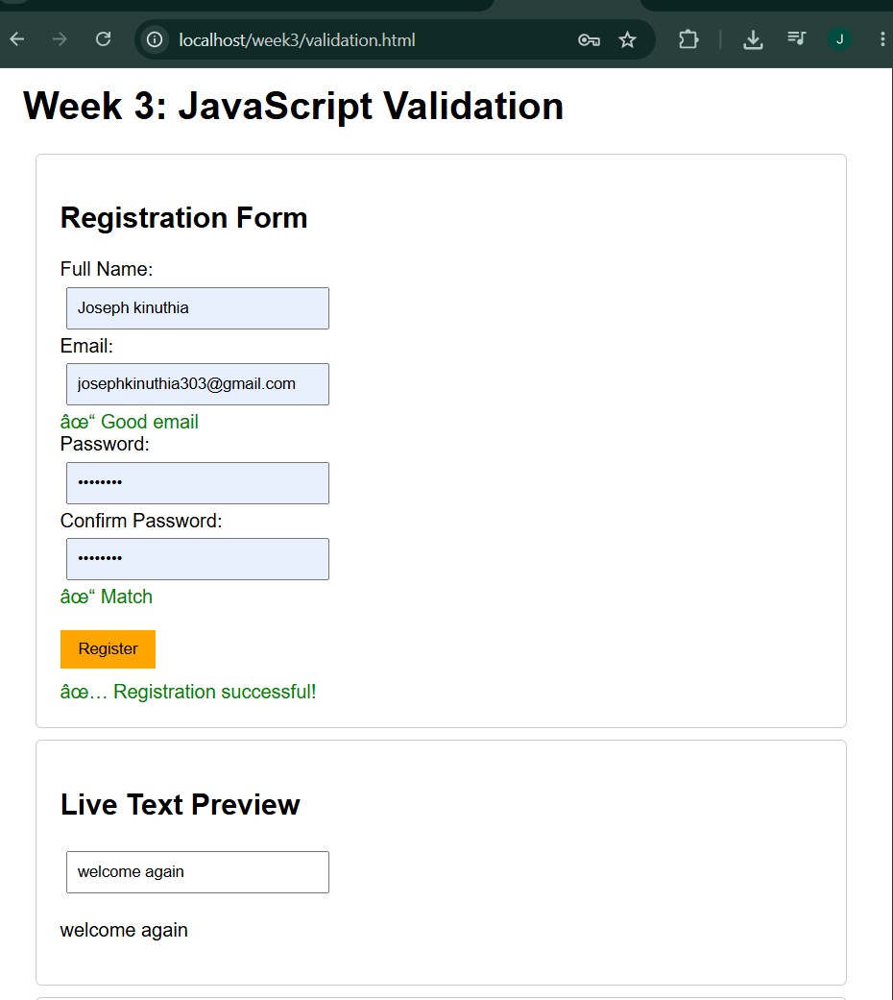 localhost/week3/validation.html
J
Week 3: JavaScript Validation
Registration Form
Full Name:
Joseph kinuthia
Email:
josephkinuthia303@gmail.com
âœ“ Good email
Password:
••••••••
Confirm Password:
••••••••
âœ“ Match
Register
âœ… Registration successful!
Live Text Preview
welcome again
welcome again